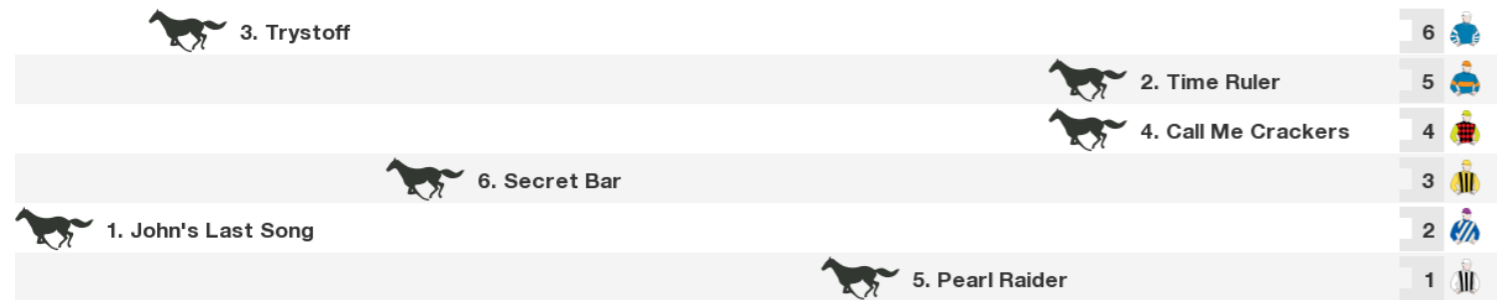 3. Trystoff 6
2. Time Ruler 5
4. Call Me Crackers 4
6. Secret Bar 3
1. John's Last Song 2
5. Pearl Raider 1